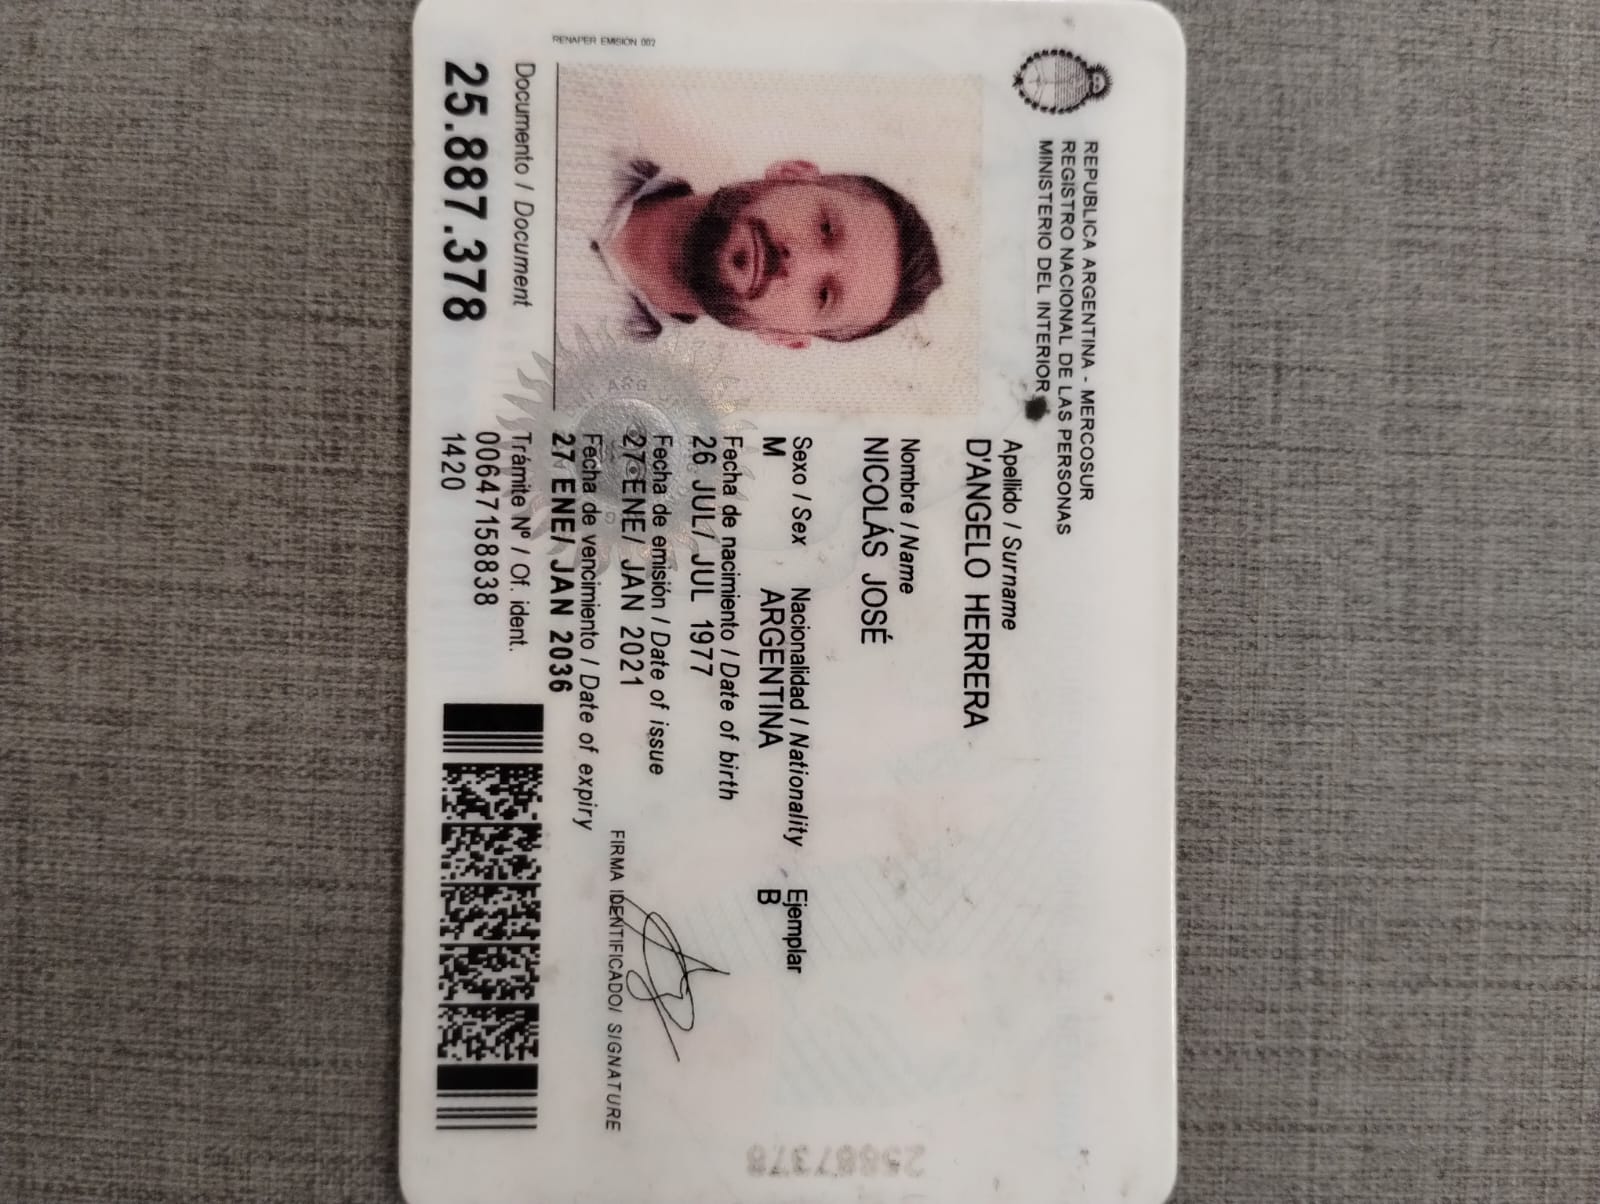 REPUBLICA ARGENTINA - MERCOSUR
REGISTRO NACIONAL DE LAS PERSONAS
MINISTERIO DEL INTERIOR
RENAPER EMISION 002
Apellido / Surname
D'ANGELO HERRERA
Nombre / Name
NICOLÁS JOSÉ
Sexo / Sex Nacionalidad / Nationality Ejemplar
M ARGENTINA B
Fecha de nacimiento / Date of birth
26 JUL/ JUL 1977
Fecha de emisión / Date of issue
27 ENE/ JAN 2021
Fecha de vencimiento / Date of expiry
27 ENE/ JAN 2036
FIRMA IDENTIFICADO/ SIGNATURE
Documento / Document
25.887.378
Trámite Nº / Of. ident.
00647158838
1420
25887378